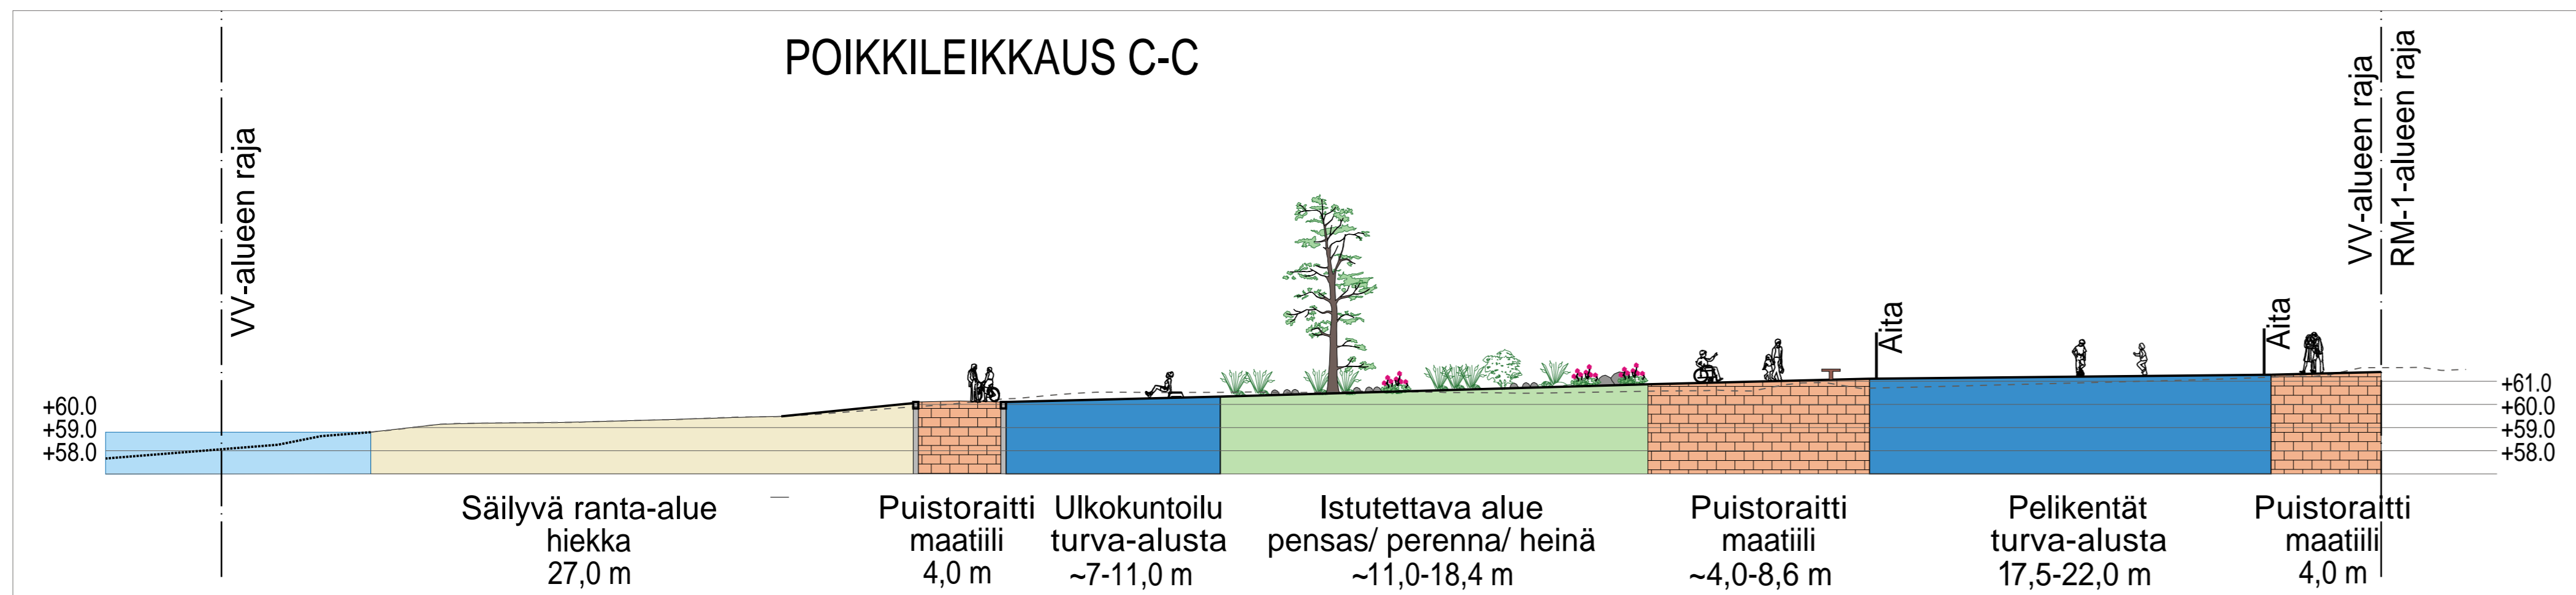 POIKKILEIKKAUS C-C
VV-alueen raja
VV-alueen raja
RM-1-alueen raja
Aita
Aita
+60.0
+59.0
+58.0
+61.0
+60.0
+59.0
+58.0
Säilyvä ranta-alue
hiekka
27,0 m
Puistoraitti
maatiili
4,0 m
Ulkokuntoilu
turva-alusta
~7-11,0 m
Istutettava alue
pensas/ perenna/ heinä
~11,0-18,4 m
Puistoraitti
maatiili
~4,0-8,6 m
Pelikentät
turva-alusta
17,5-22,0 m
Puistoraitti
maatiili
4,0 m